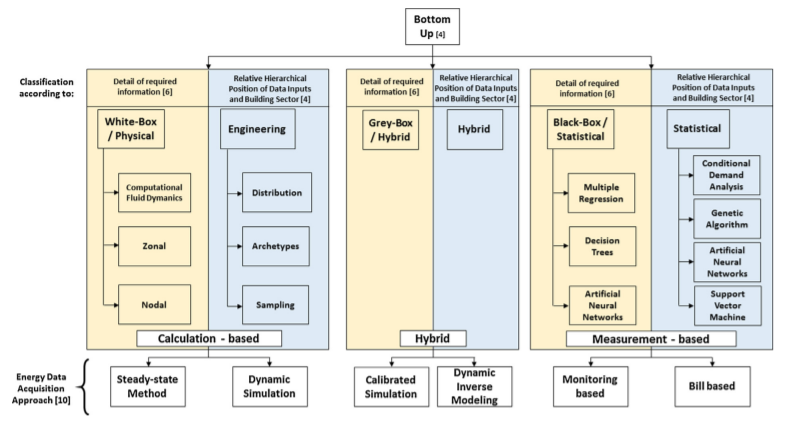 Bottom
Up [4]
Classification
according to:
Detail of required
information [6]
Relative Hierarchical
Position of Data Inputs
and Building Sector [4]
Detail of required
information [6]
Relative Hierarchical
Position of Data Inputs
and Building Sector [4]
Detail of required
information [6]
Relative Hierarchical
Position of Data Inputs
and Building Sector [4]
White-Box
/ Physical
Engineering
Grey-Box
/ Hybrid
Hybrid
Black-Box /
Statistical
Statistical
Computational
Fluid Dymanics
Zonal
Nodal
Distribution
Archetypes
Sampling
Multiple
Regression
Decision
Trees
Artificial
Neural
Networks
Conditional
Demand
Analysis
Genetic
Algorithm
Artificial
Neural
Networks
Support
Vector
Machine
Calculation - based
Hybrid
Measurement - based
Energy Data
Acquisition
Approach [10]
Steady-state
Method
Dynamic
Simulation
Calibrated
Simulation
Dynamic
Inverse
Modeling
Monitoring
based
Bill based